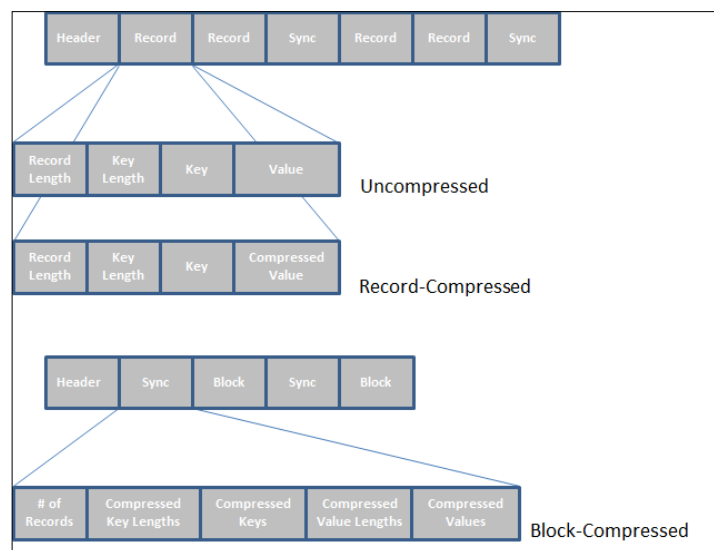 Header Record Record Sync Record Record Sync
Record Length Key Length Key Value
Uncompressed
Record Length Key Length Key Compressed Value
Record-Compressed
Header Sync Block Sync Block
# of Records Compressed Key Lengths Compressed Keys Compressed Value Lengths Compressed Values
Block-Compressed